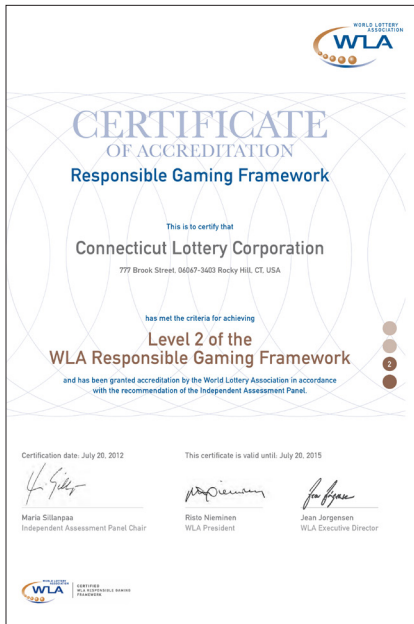 WORLD LOTTERY
ASSOCIATION
WLA
CERTIFICATE
OF ACCREDITATION
Responsible Gaming Framework
This is to certify that
Connecticut Lottery Corporation
777 Brook Street, 06067-3403 Rocky Hill, CT, USA
has met the criteria for achieving
Level 2 of the
WLA Responsible Gaming Framework
2
and has been granted accreditation by the World Lottery Association in accordance
with the recommendation of the Independent Assessment Panel.
Certification date: July 20, 2012
This certificate is valid until: July 20, 2015
Maria Sillanpaa
Independent Assessment Panel Chair
Risto Nieminen
WLA President
Jean Jorgensen
WLA Executive Director
WORLD LOTTERY
ASSOCIATION
WLA
CERTIFIED
WLA RESPONSIBLE GAMING
FRAMEWORK